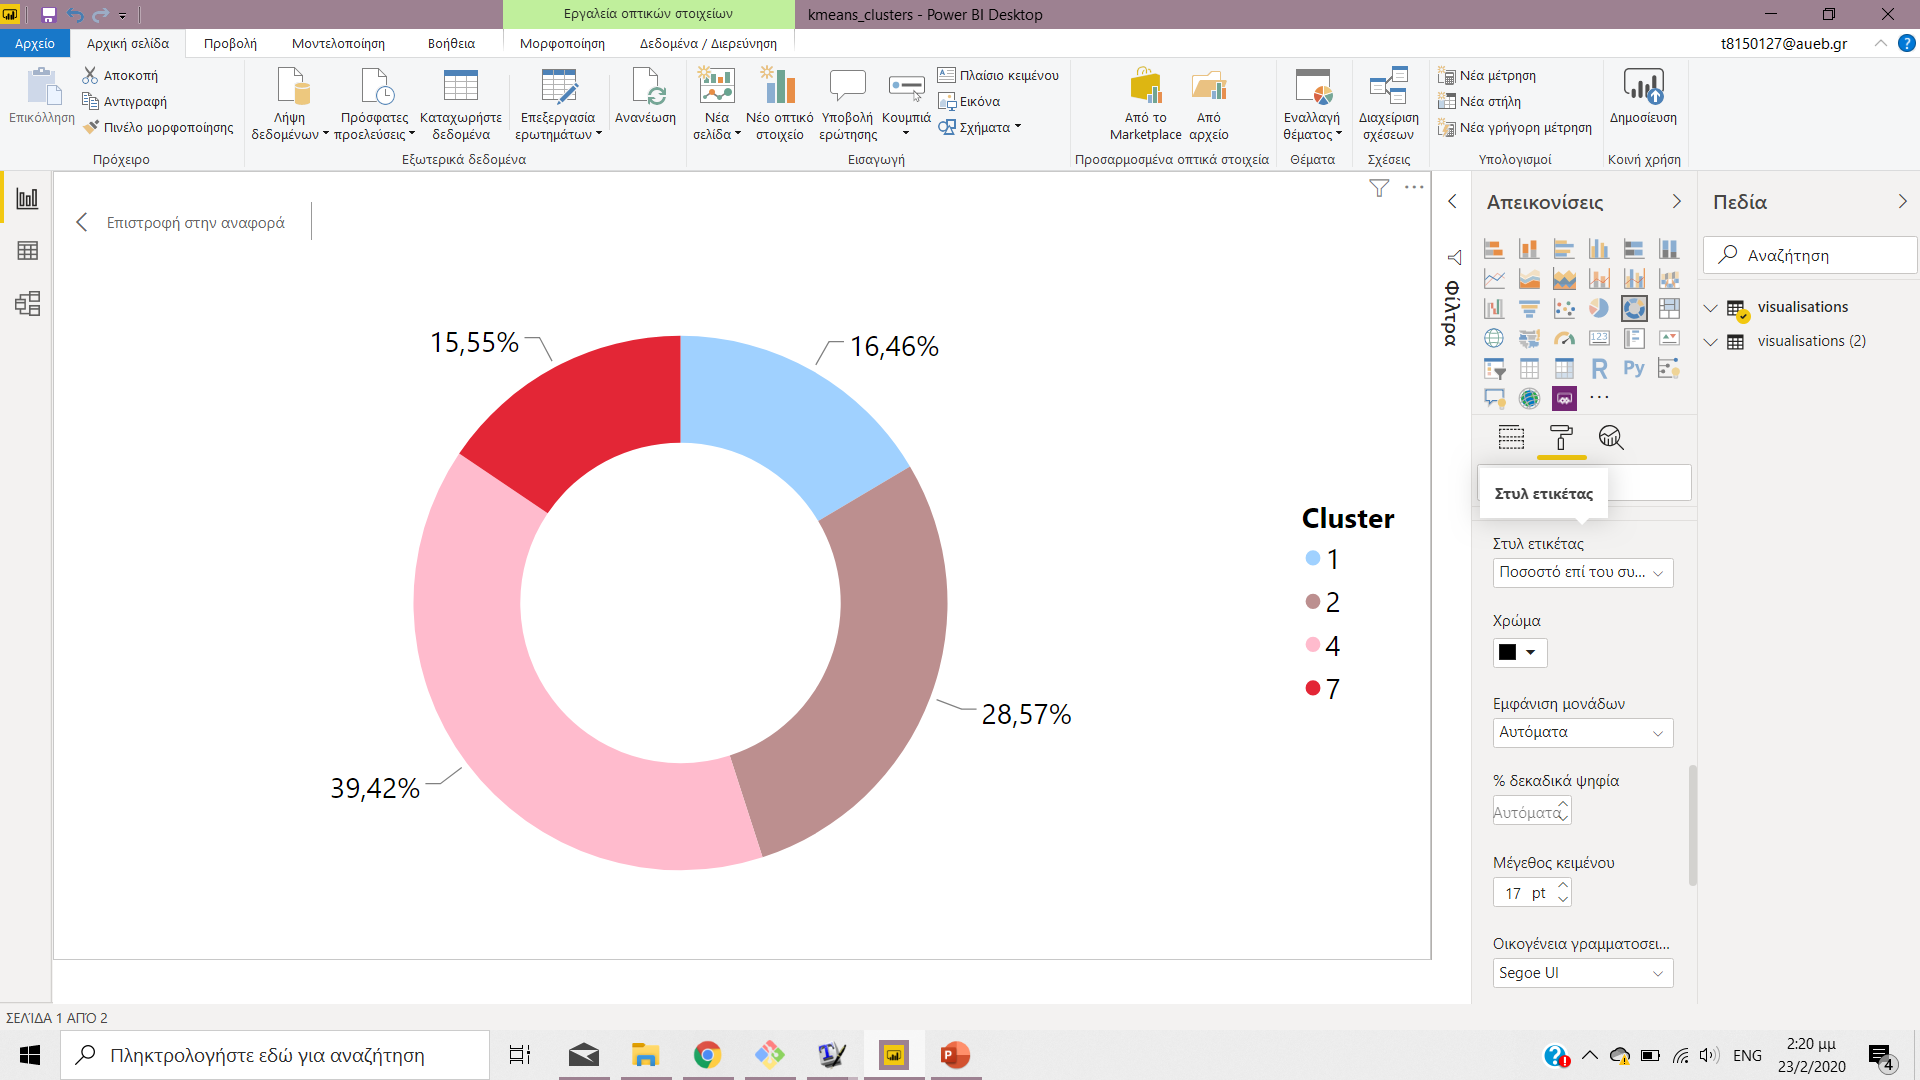 Εργαλεία οπτικών στοιχείων
kmeans_clusters - Power BI Desktop
Αρχείο
Αρχική σελίδα
Προβολή
Μοντελοποίηση
Βοήθεια
Μορφοποίηση
Δεδομένα / Διερεύνηση
t8150127@aueb.gr
?
Επικόλληση
Αποκοπή
Αντιγραφή
Πινέλο μορφοποίησης
Πρόχειρο
Λήψη
δεδομένων
Πρόσφατες
προελεύσεις
Καταχωρήστε
δεδομένα
Επεξεργασία
ερωτημάτων
Ανανέωση
Εξωτερικά δεδομένα
Νέα
σελίδα
Νέο οπτικό
στοιχείο
Υποβολή
ερώτησης
Κουμπιά
Πλαίσιο κειμένου
Εικόνα
Σχήματα
Εισαγωγή
Από το
Marketplace
Από
αρχείο
Προσαρμοσμένα οπτικά στοιχεία
Εναλλαγή
θέματος
Θέματα
Διαχείριση
σχέσεων
Σχέσεις
Νέα μέτρηση
Νέα στήλη
Νέα γρήγορη μέτρηση
Υπολογισμοί
Δημοσίευση
Κοινή χρήση
Επιστροφή στην αναφορά
15,55%
16,46%
28,57%
39,42%
Cluster
1
2
4
7
Φίλτρα
Απεικονίσεις
123
R
Py
Στυλ ετικέτας
Στυλ ετικέτας
Ποσοστό επί του συ...
Χρώμα
Εμφάνιση μονάδων
Αυτόματα
% δεκαδικά ψηφία
Αυτόματα
Μέγεθος κειμένου
17 pt
Οικογένεια γραμματοσει...
Segoe UI
Πεδία
Αναζήτηση
visualisations
visualisations (2)
ΣΕΛΊΔΑ 1 ΑΠΌ 2
Πληκτρολογήστε εδώ για αναζήτηση
ENG
2:20 μμ
23/2/2020
4